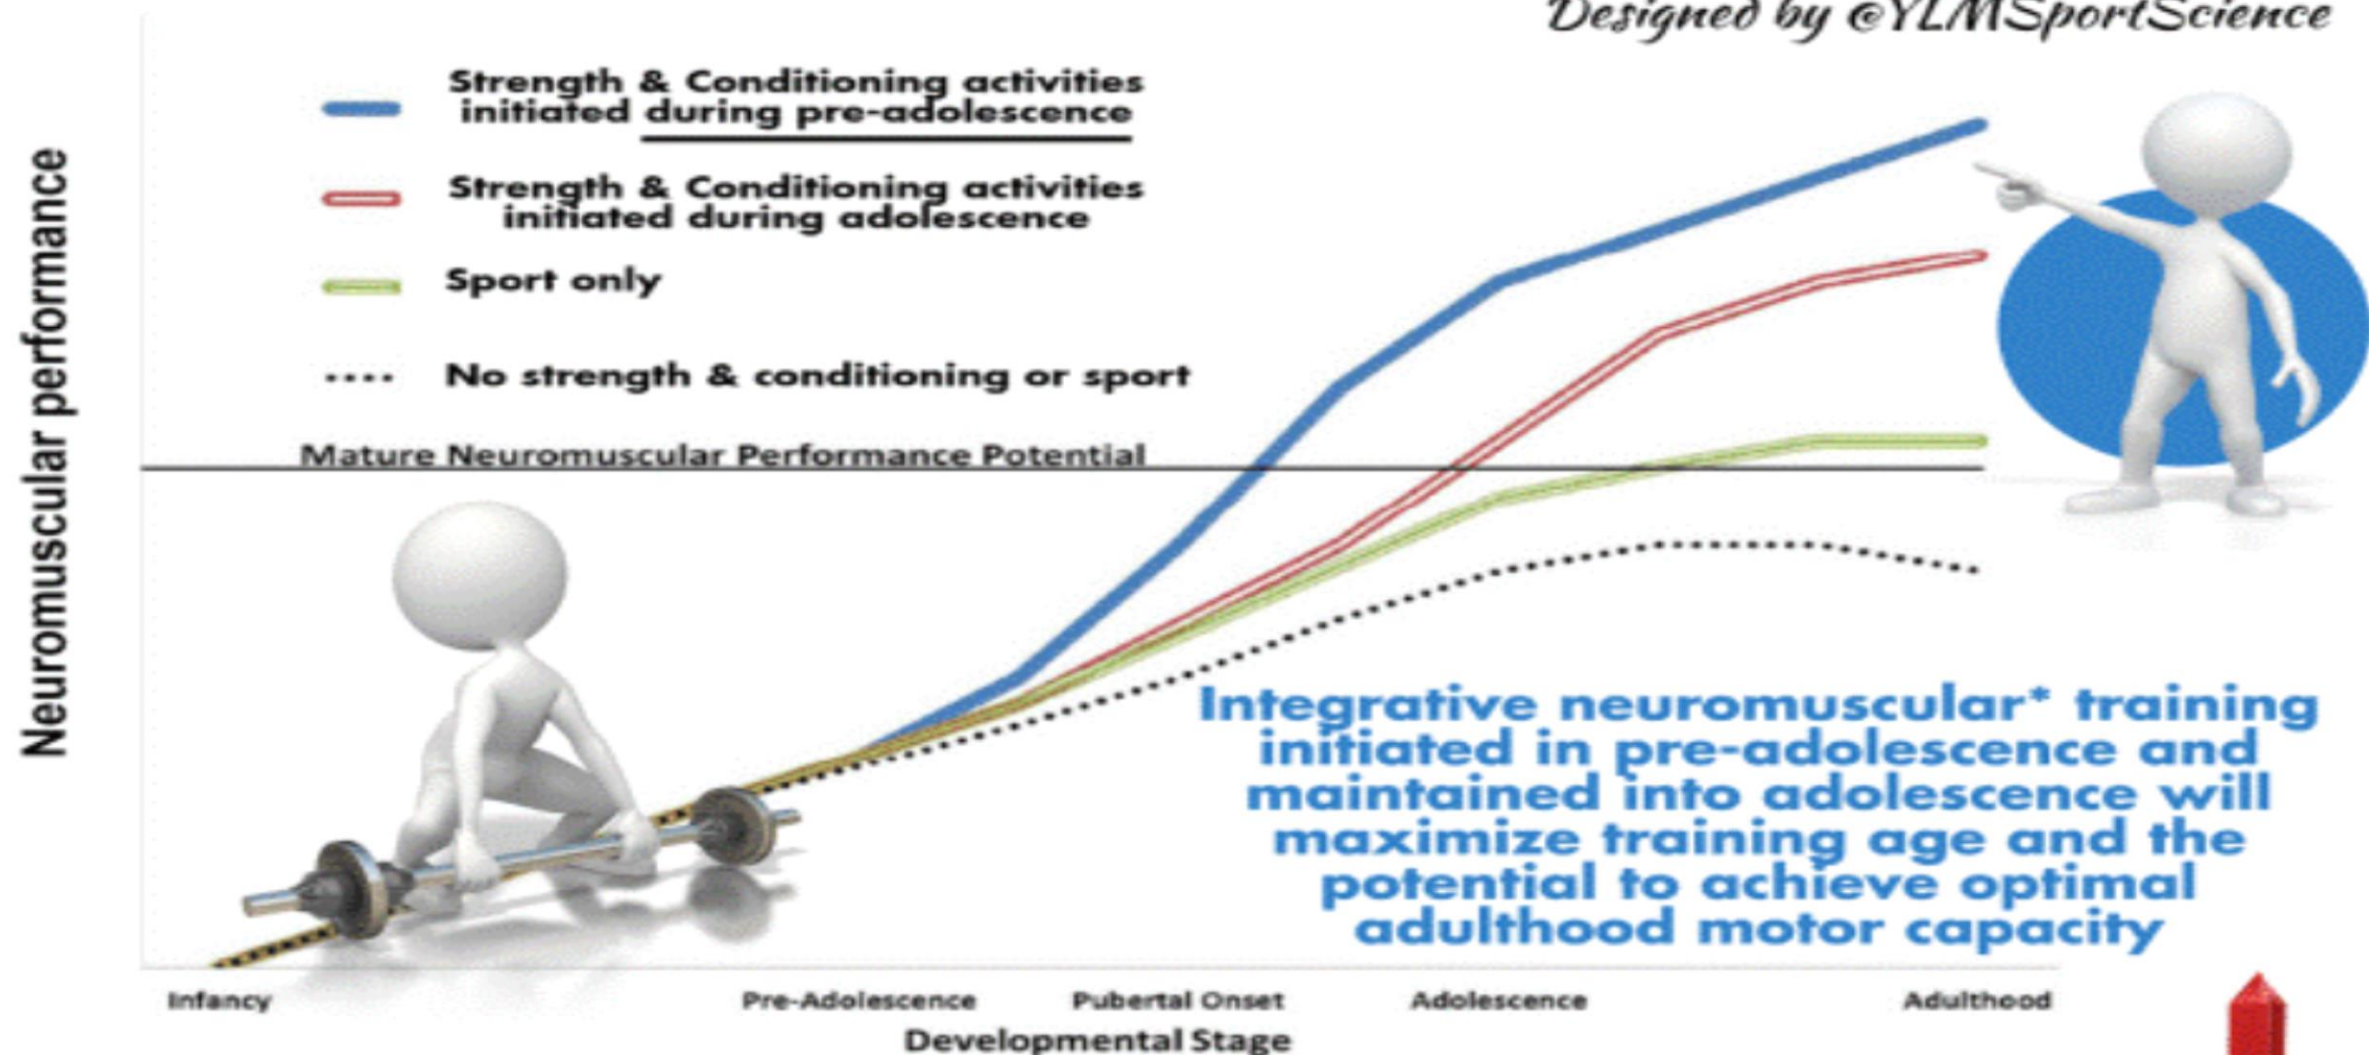 Designed by @YLMSportScience
Strength & Conditioning activities
initiated during pre-adolescence
Strength & Conditioning activities
initiated during adolescence
Sport only
No strength & conditioning or sport
Mature Neuromuscular Performance Potential
Neuromuscular performance
Integrative neuromuscular* training
initiated in pre-adolescence and
maintained into adolescence will
maximize training age and the
potential to achieve optimal
adulthood motor capacity
Infancy
Pre-Adolescence
Pubertal Onset
Adolescence
Adulthood
Developmental Stage